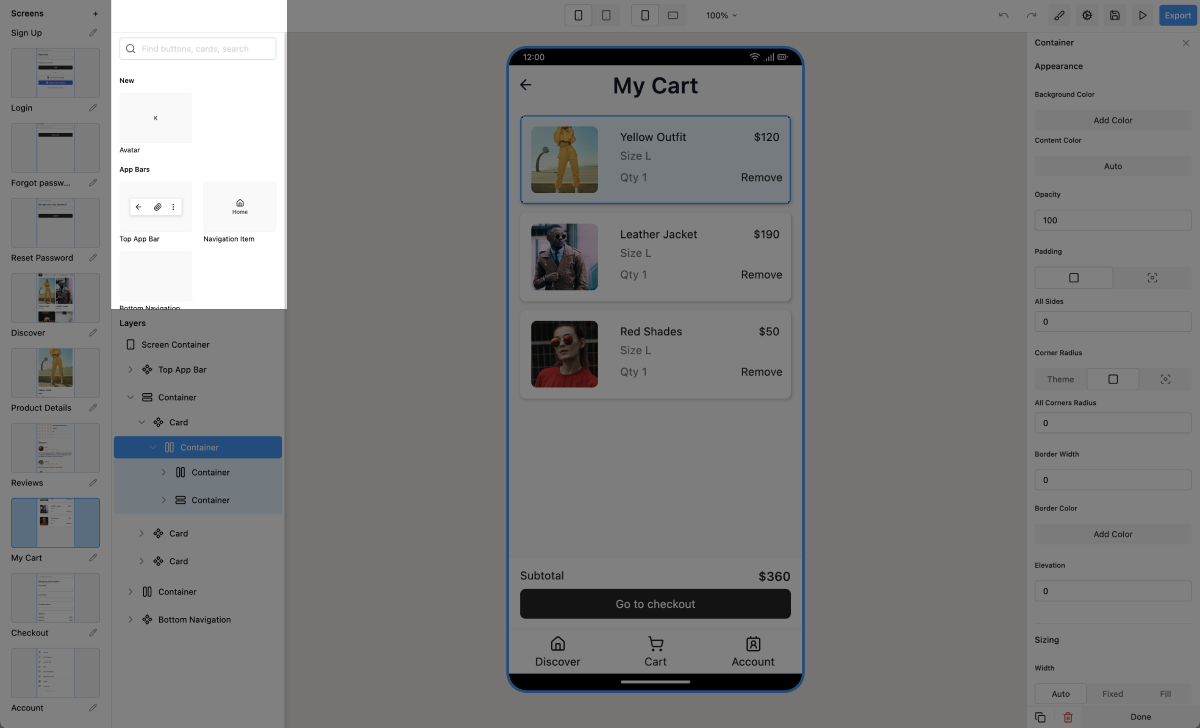 Screens
+
Sign Up
Login
Forgot passw...
Reset Password
Discover
Product Details
Reviews
My Cart
Checkout
Account
Find buttons, cards, search
New
K
Avatar
App Bars
Home
Top App Bar
Navigation Item
Bottom Navigation
Layers
Screen Container
Top App Bar
Container
Card
Container
Container
Container
Card
Card
Container
Bottom Navigation
100%
Export
12:00
My Cart
Yellow Outfit
$120
Size L
Qty 1
Remove
Leather Jacket
$190
Size L
Qty 1
Remove
Red Shades
$50
Size L
Qty 1
Remove
Subtotal
$360
Go to checkout
Discover
Cart
Account
Container
Appearance
Background Color
Add Color
Content Color
Auto
Opacity
100
Padding
All Sides
0
Corner Radius
Theme
All Corners Radius
0
Border Width
0
Border Color
Add Color
Elevation
0
Sizing
Width
Auto
Fixed
Fill
Done